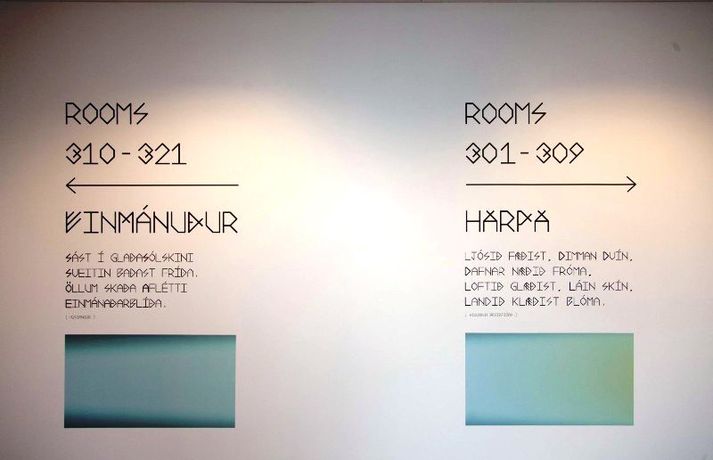 ROOMS
310 - 321
←
EINMÁNUÐUR
SÁST Í GLAÐASÓLSKINI
SVEITIN BAÐAST FRÍÐA.
ÖLLUM SKAÐA AFLÉTTI
EINMÁNAÐARBLÍÐA.
ROOMS
301 - 309
→
HARPA
LJÓSIÐ FÆÐIST, DIMMAN DVÍN,
DAFNAR NÆÐIÐ FRÓMA,
LOFTIÐ GLÆÐIST, LÁIN SKÍN,
LANDIÐ KLÆÐIST BLÓMA.